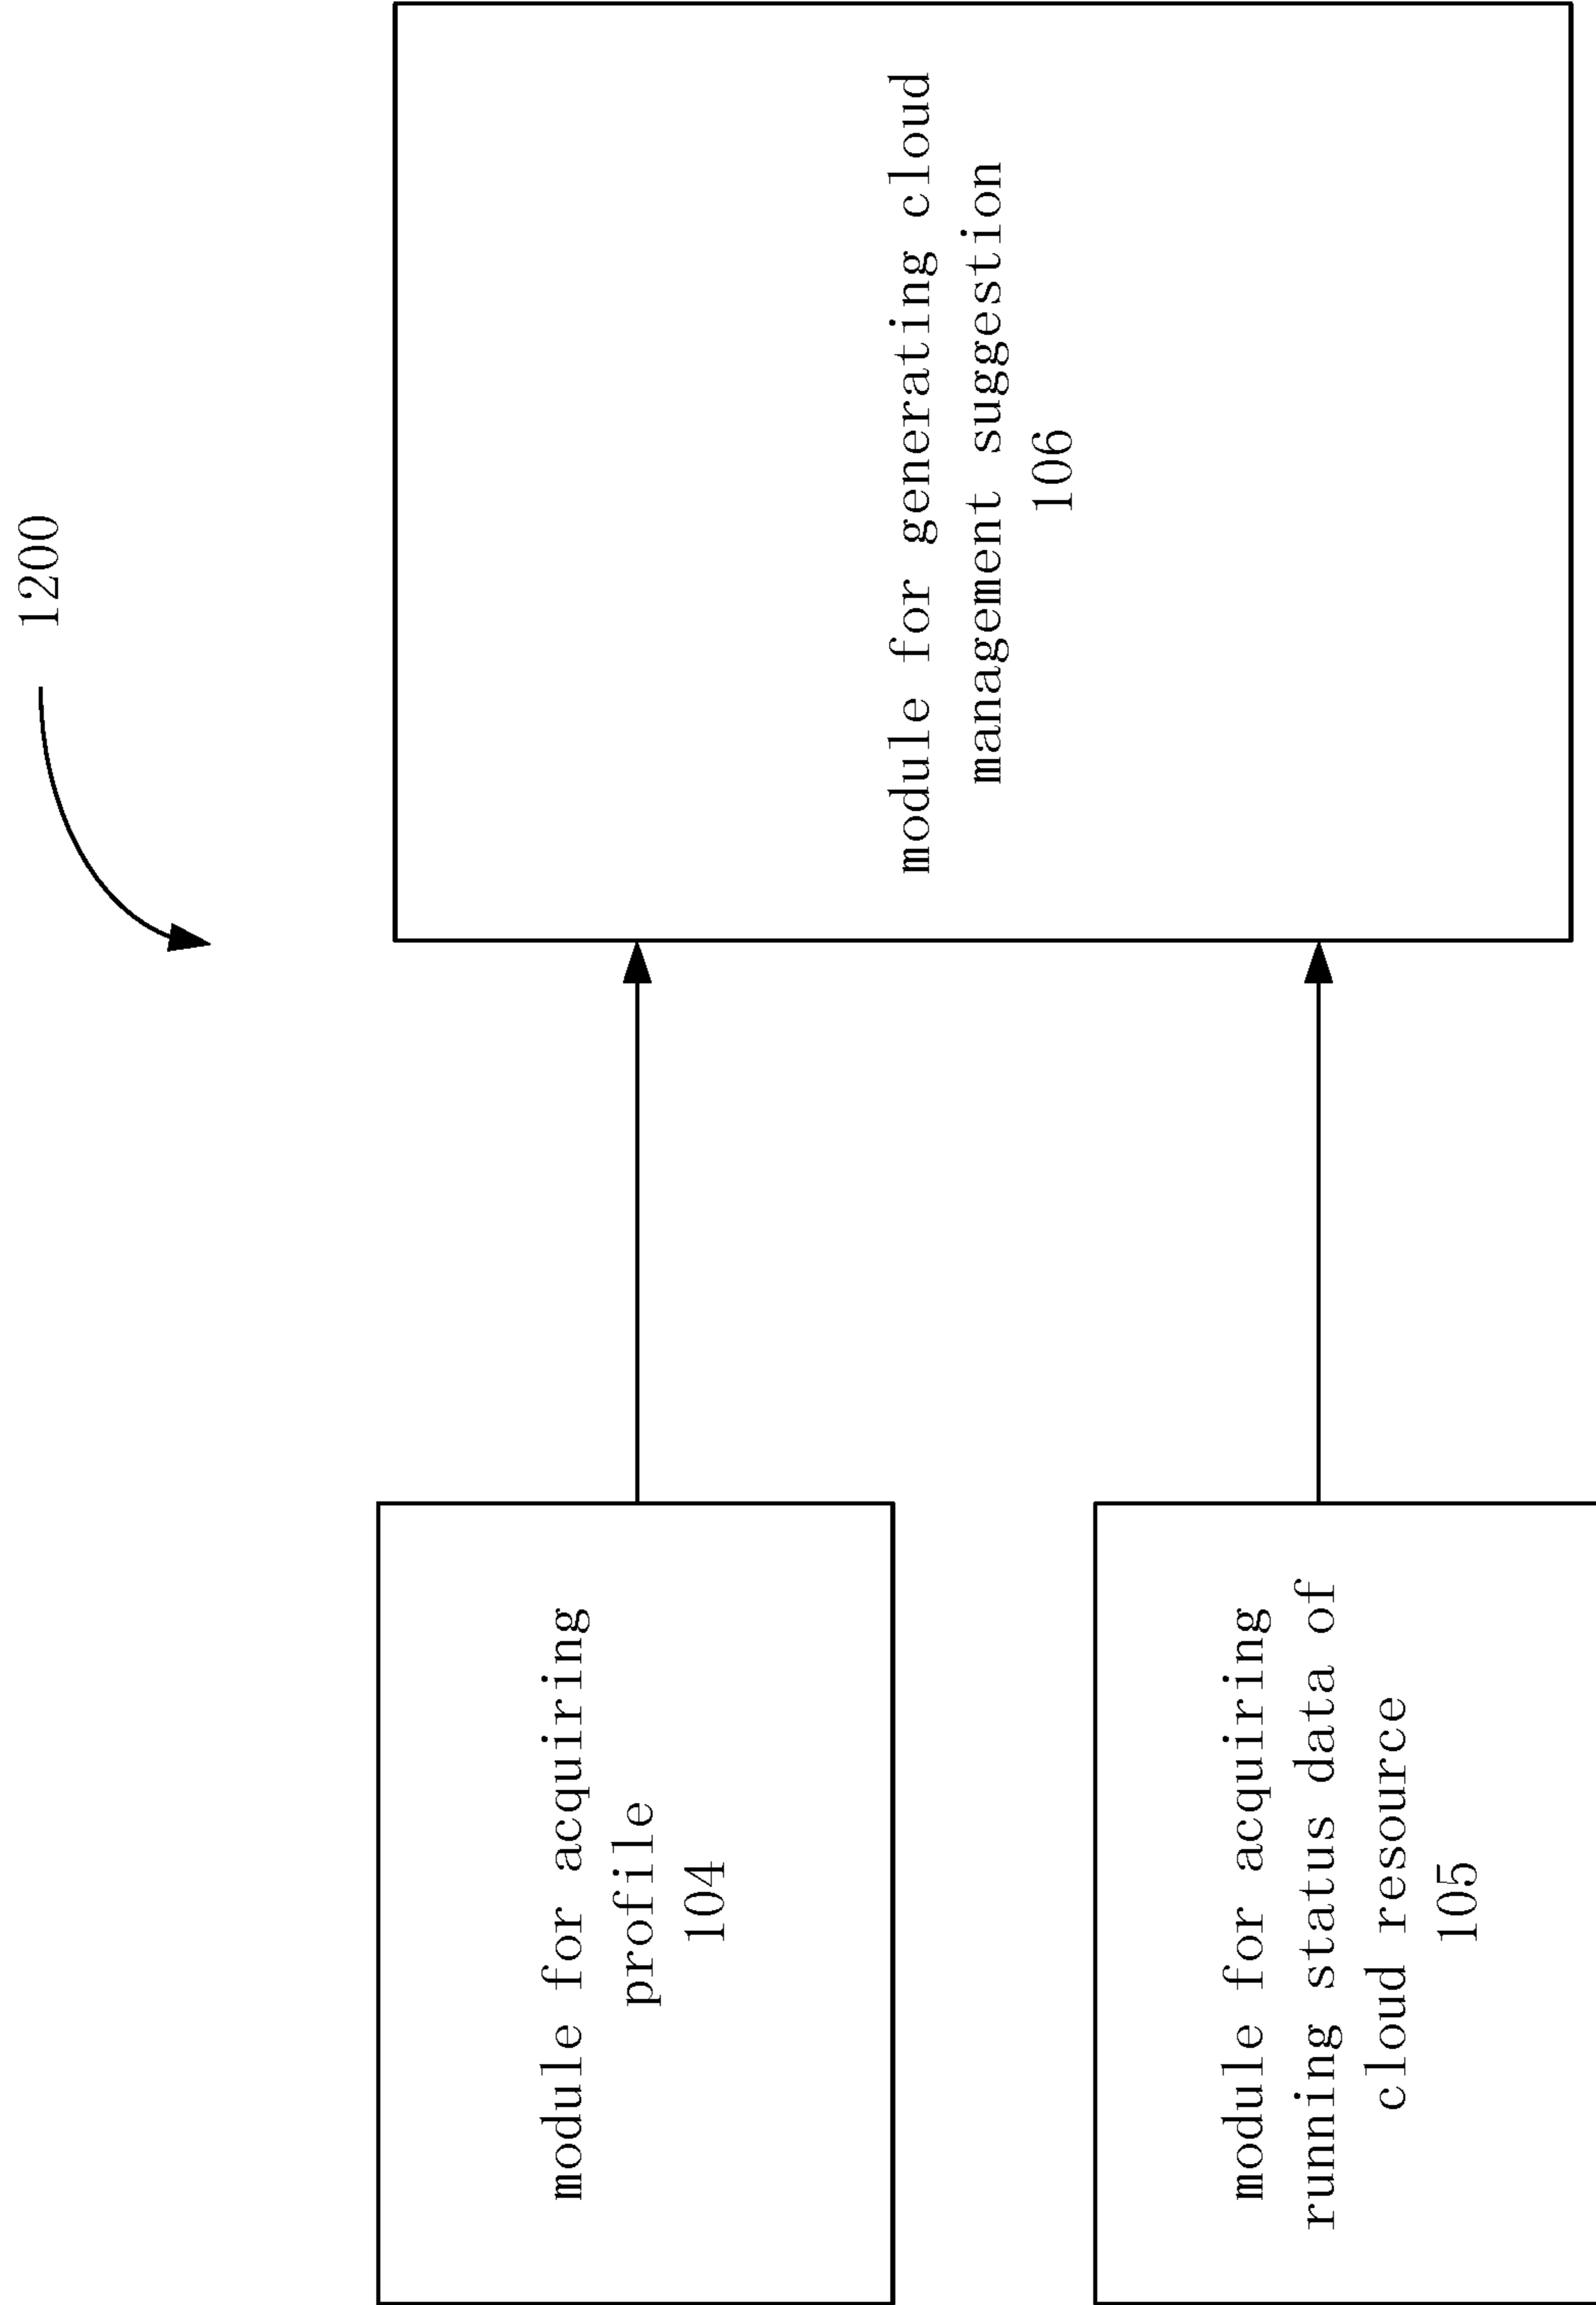 1200
module for acquiring
profile
104
module for acquiring
running status data of
cloud resource
105
module for generating cloud
management suggestion
106